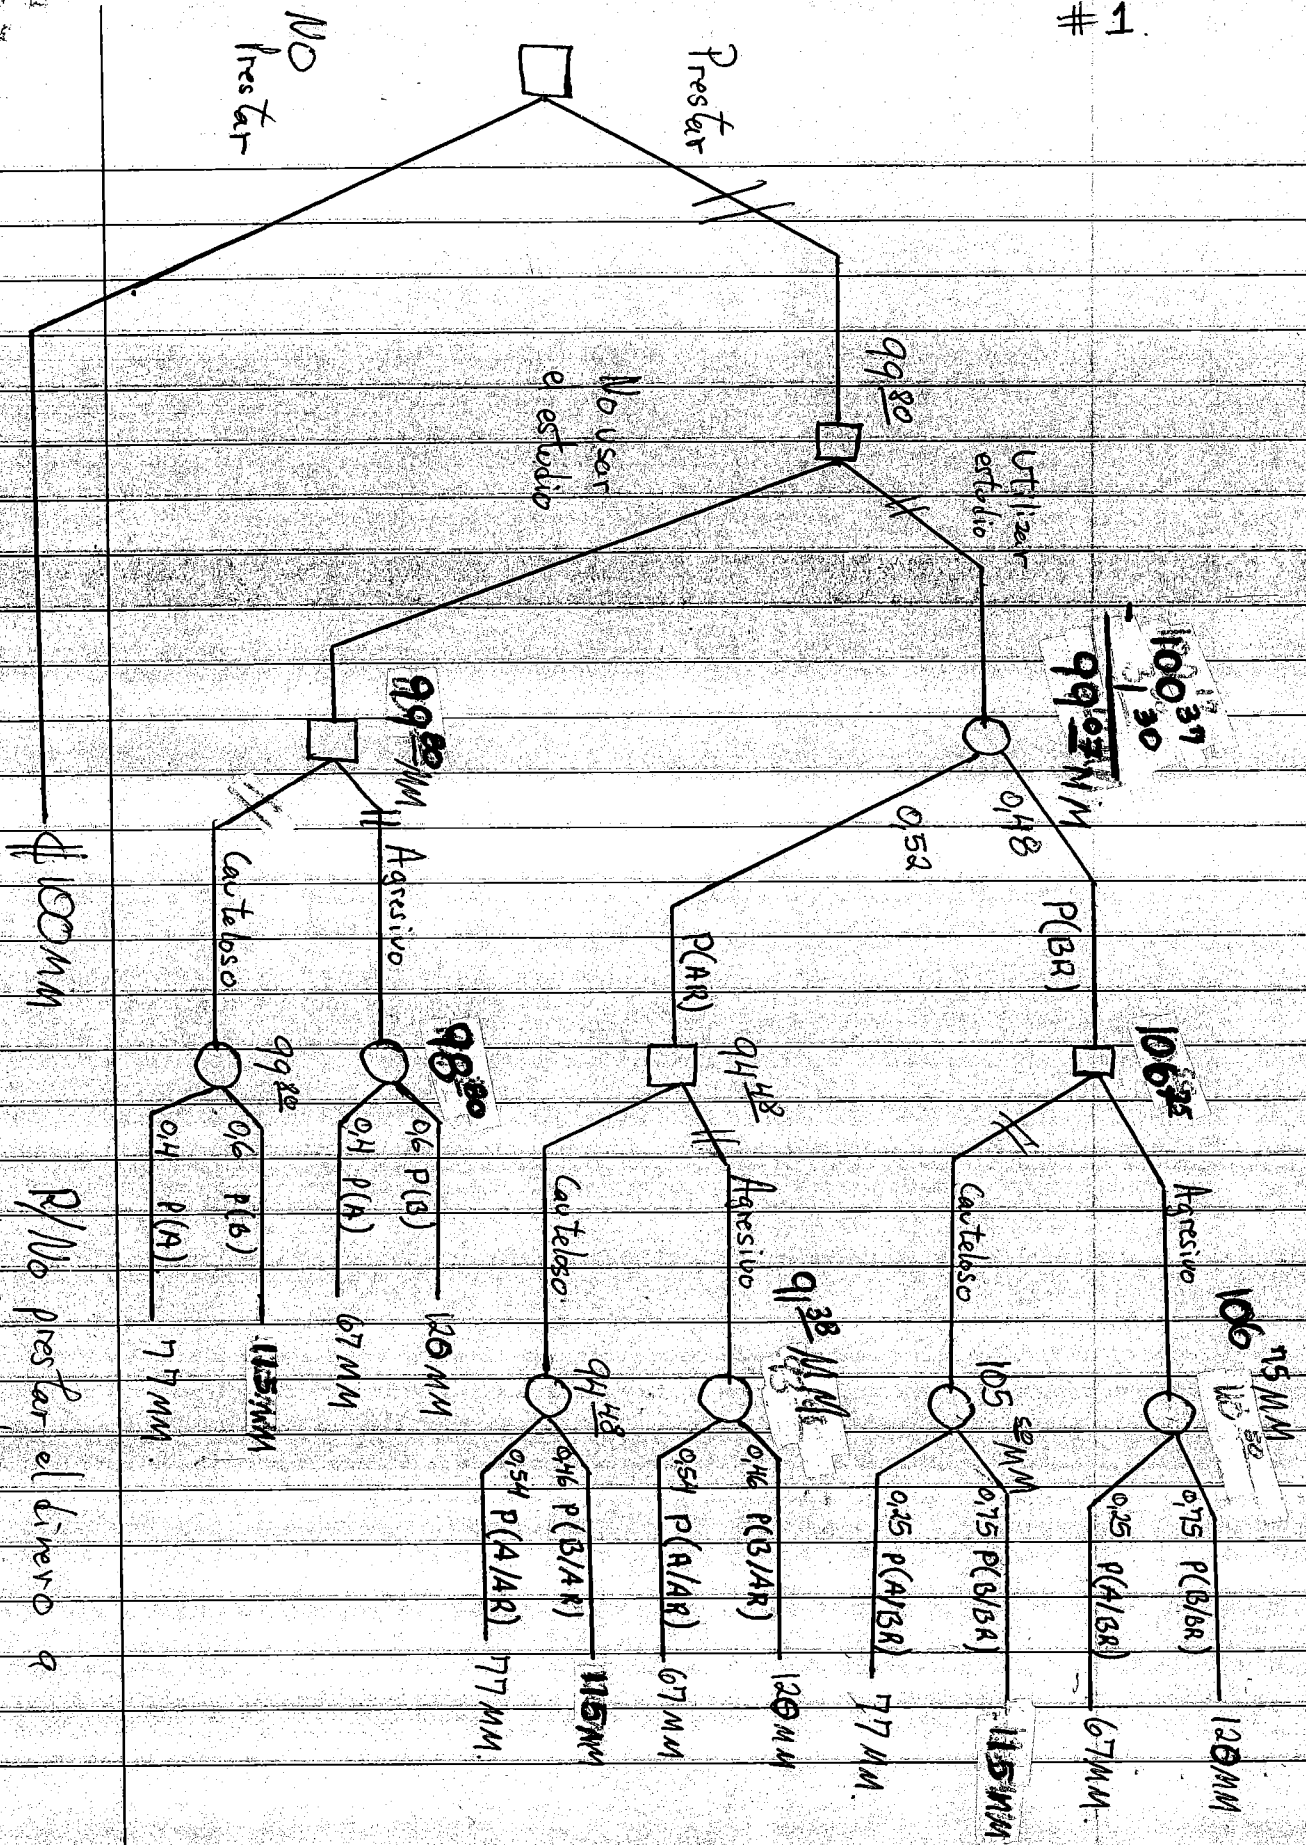 #1
Prestar
No
Prestar
99 80
Utilizar
estudio
No usar
e estudio
100 37
1 30
99 07 MM
0,48
P(BR)
0,52
P(AR)
106 75
Agresivo
106 75 MM
0,75 P(B/BR)
120 MM
0,25 P(A/BR)
67 MM
Cauteloso
105 50 MM
0,75 P(B/BR)
115 MM
0,25 P(A/BR)
77 MM
94 48
Agresivo
91 38 MM
0,46 P(B/AR)
120 MM
0,54 P(A/AR)
67 MM
Cauteloso
94 48
0,46 P(B/AR)
115 MM
0,54 P(A/AR)
77 MM.
99 80 MM
Agresivo
98 80
0,6 P(B)
120 MM
0,4 P(A)
67 MM
Cauteloso
99 80
0,6 P(B)
115 MM
0,4 P(A)
77 MM
$ 100 MM
R/ No prestar el dinero a